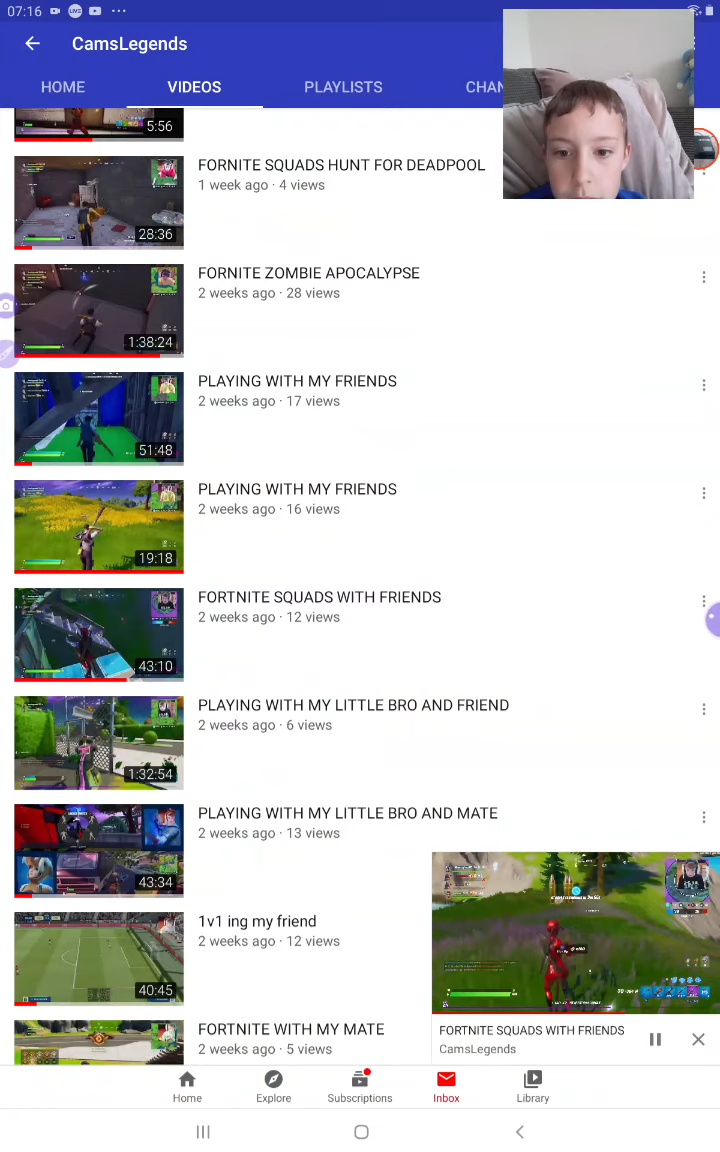 07:16 LIVE
CamsLegends
HOME VIDEOS PLAYLISTS CHAN
5:56
FORNITE SQUADS HUNT FOR DEADPOOL
1 week ago · 4 views
28:36
FORNITE ZOMBIE APOCALYPSE
2 weeks ago · 28 views
1:38:24
PLAYING WITH MY FRIENDS
2 weeks ago · 17 views
51:48
PLAYING WITH MY FRIENDS
2 weeks ago · 16 views
19:18
FORTNITE SQUADS WITH FRIENDS
2 weeks ago · 12 views
43:10
PLAYING WITH MY LITTLE BRO AND FRIEND
2 weeks ago · 6 views
1:32:54
PLAYING WITH MY LITTLE BRO AND MATE
2 weeks ago · 13 views
43:34
1v1 ing my friend
2 weeks ago · 12 views
40:45
FORTNITE WITH MY MATE
2 weeks ago · 5 views
FORTNITE SQUADS WITH FRIENDS
CamsLegends
Home Explore Subscriptions Inbox Library